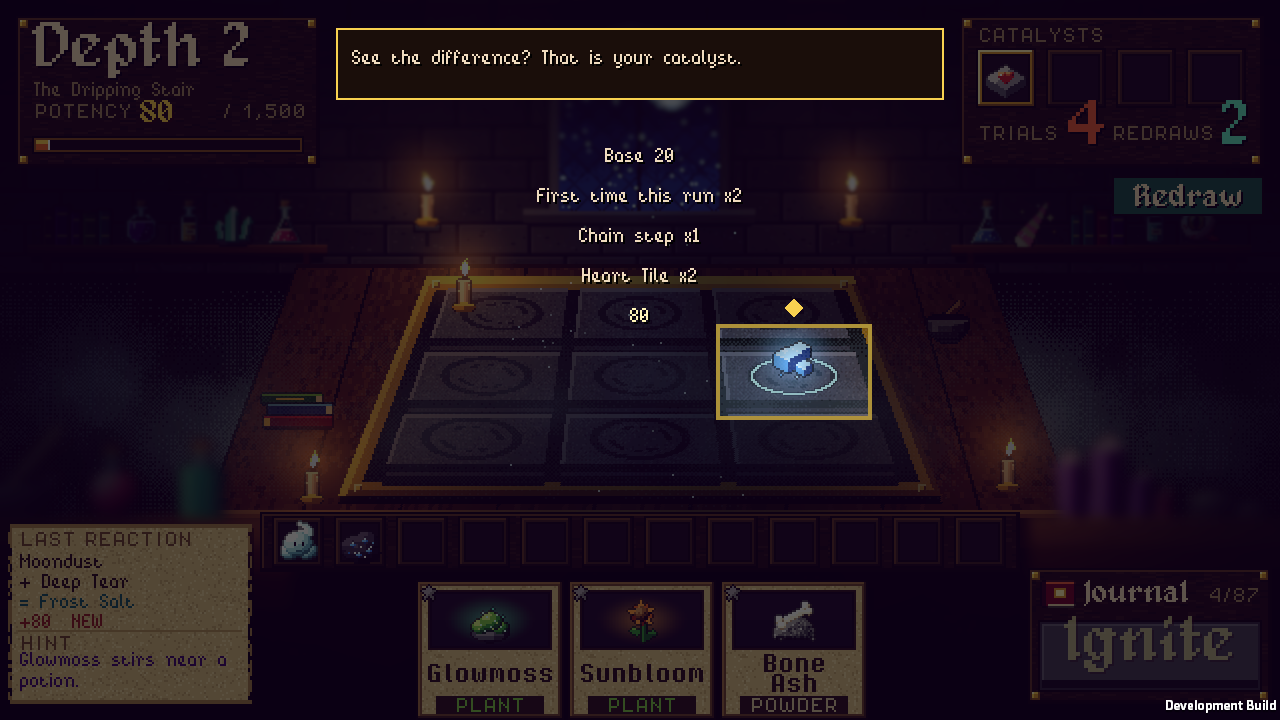 Depth 2
The Dripping Stair
POTENCY 80 / 1,500
See the difference? That is your catalyst.
CATALYSTS
TRIALS 4 REDRAWS 2
Redraw
Base 20
First time this run x2
Chain step x1
Heart Tile x2
80
LAST REACTION
Moondust
+ Deep Tear
= Frost Salt
+80 NEW
HINT
Glowmoss stirs near a
potion.
Glowmoss
PLANT
Sunbloom
PLANT
Bone
Ash
POWDER
Journal 4/87
Ignite
Development Build